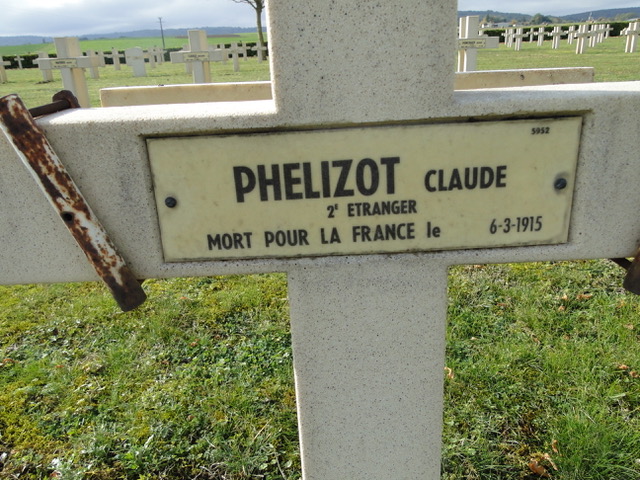 5952
PHELIZOT CLAUDE
2E ETRANGER
MORT POUR LA FRANCE le 6-3-1915